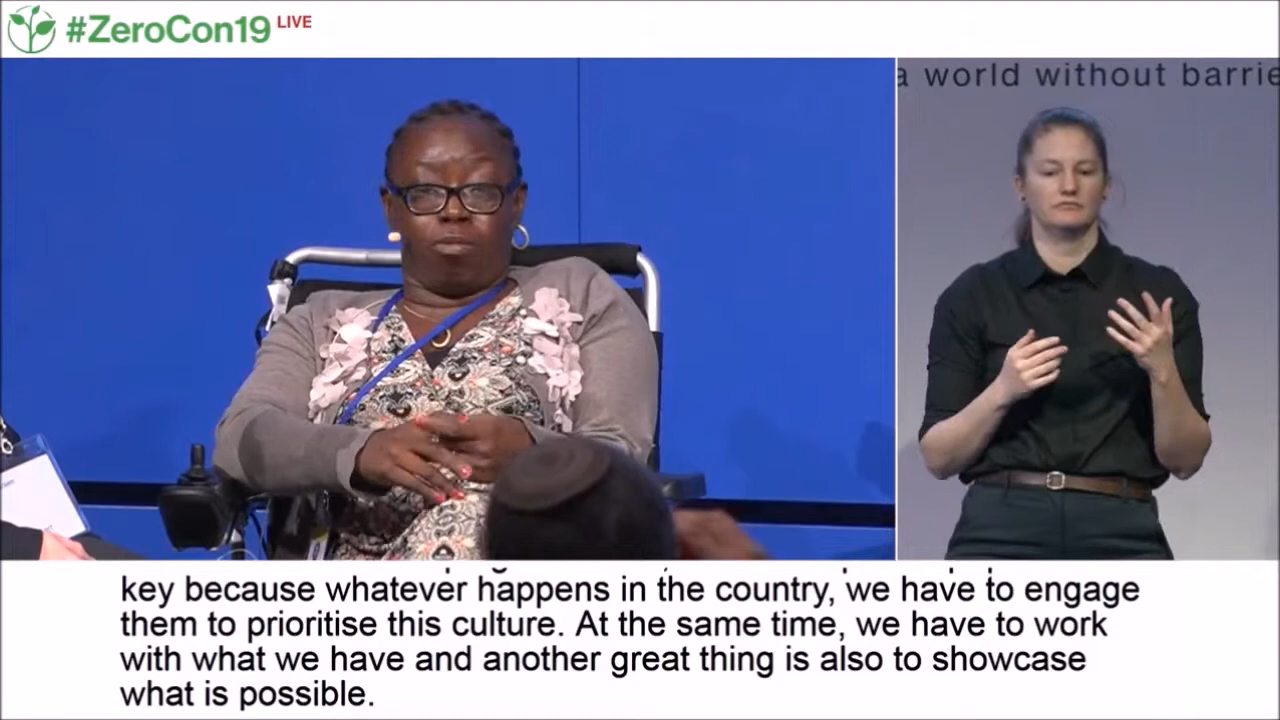 #ZeroCon19 LIVE
a world without barrie
key because whatever happens in the country, we have to engage
them to prioritise this culture. At the same time, we have to work
with what we have and another great thing is also to showcase
what is possible.